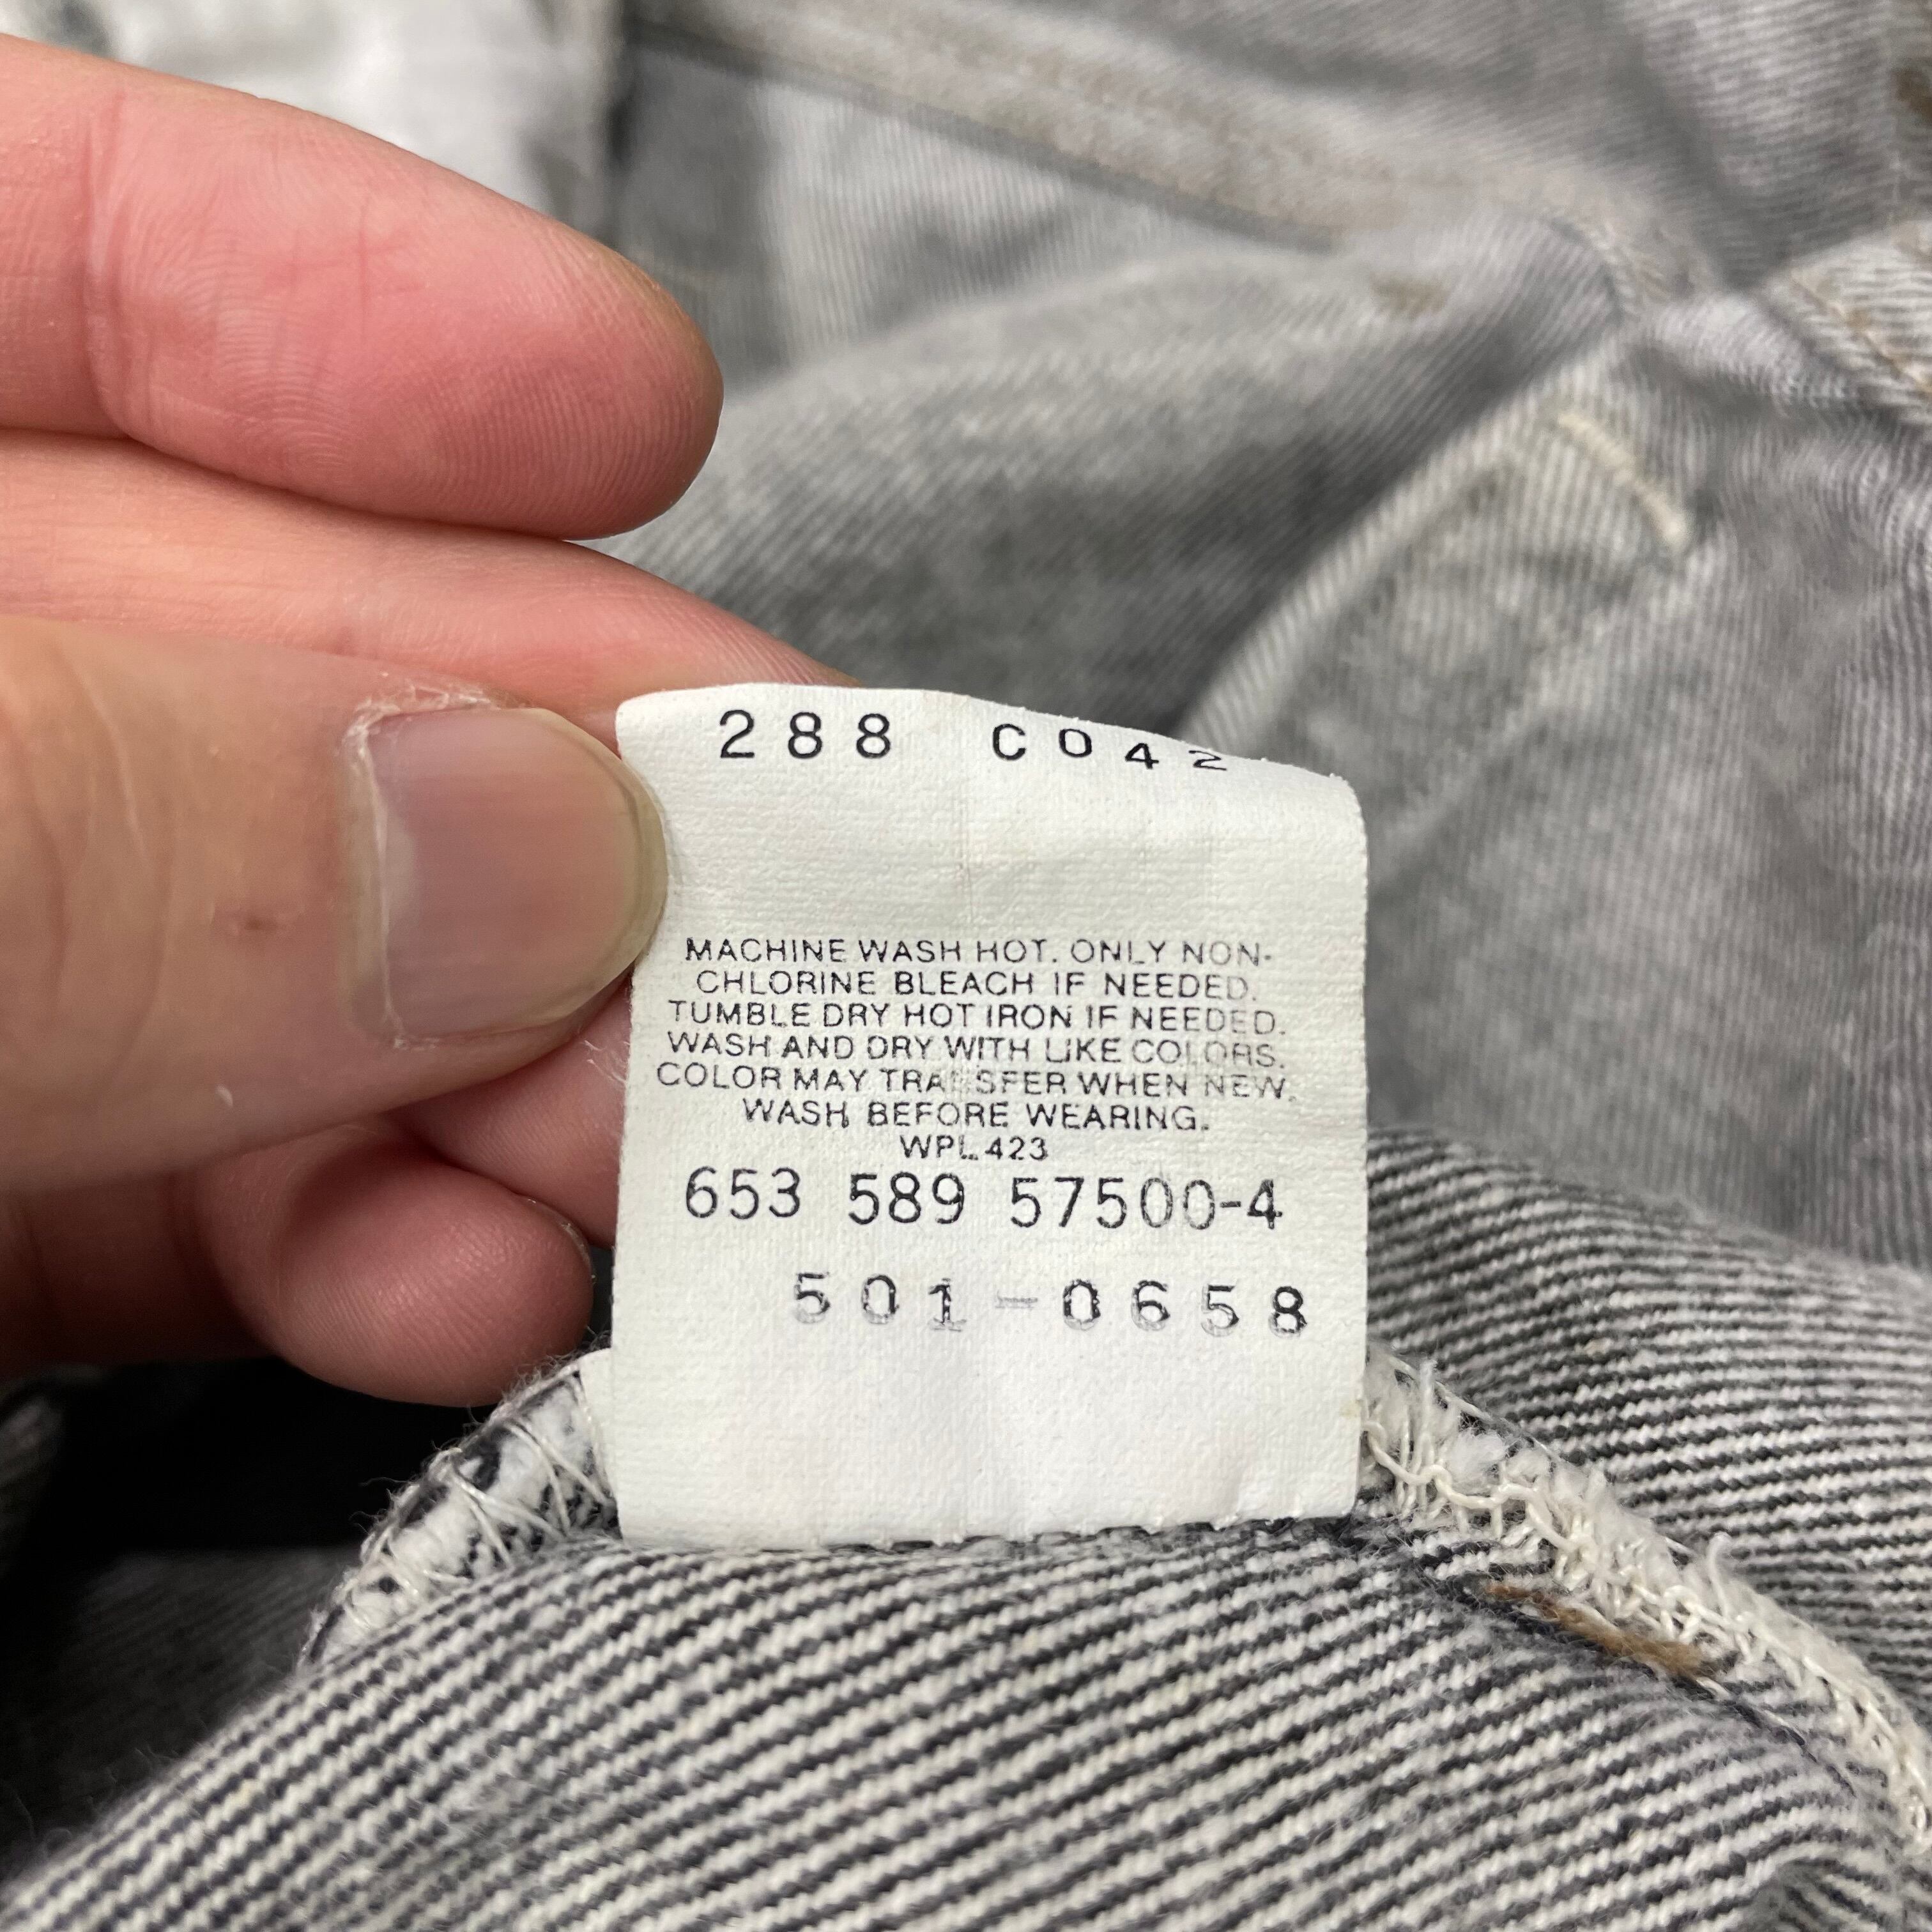 288 C042
MACHINE WASH HOT. ONLY NON-
CHLORINE BLEACH IF NEEDED.
TUMBLE DRY HOT IRON IF NEEDED.
WASH AND DRY WITH LIKE COLORS.
COLOR MAY TRANSFER WHEN NEW.
WASH BEFORE WEARING.
WPL 423
653 589 57500-4
501-0658